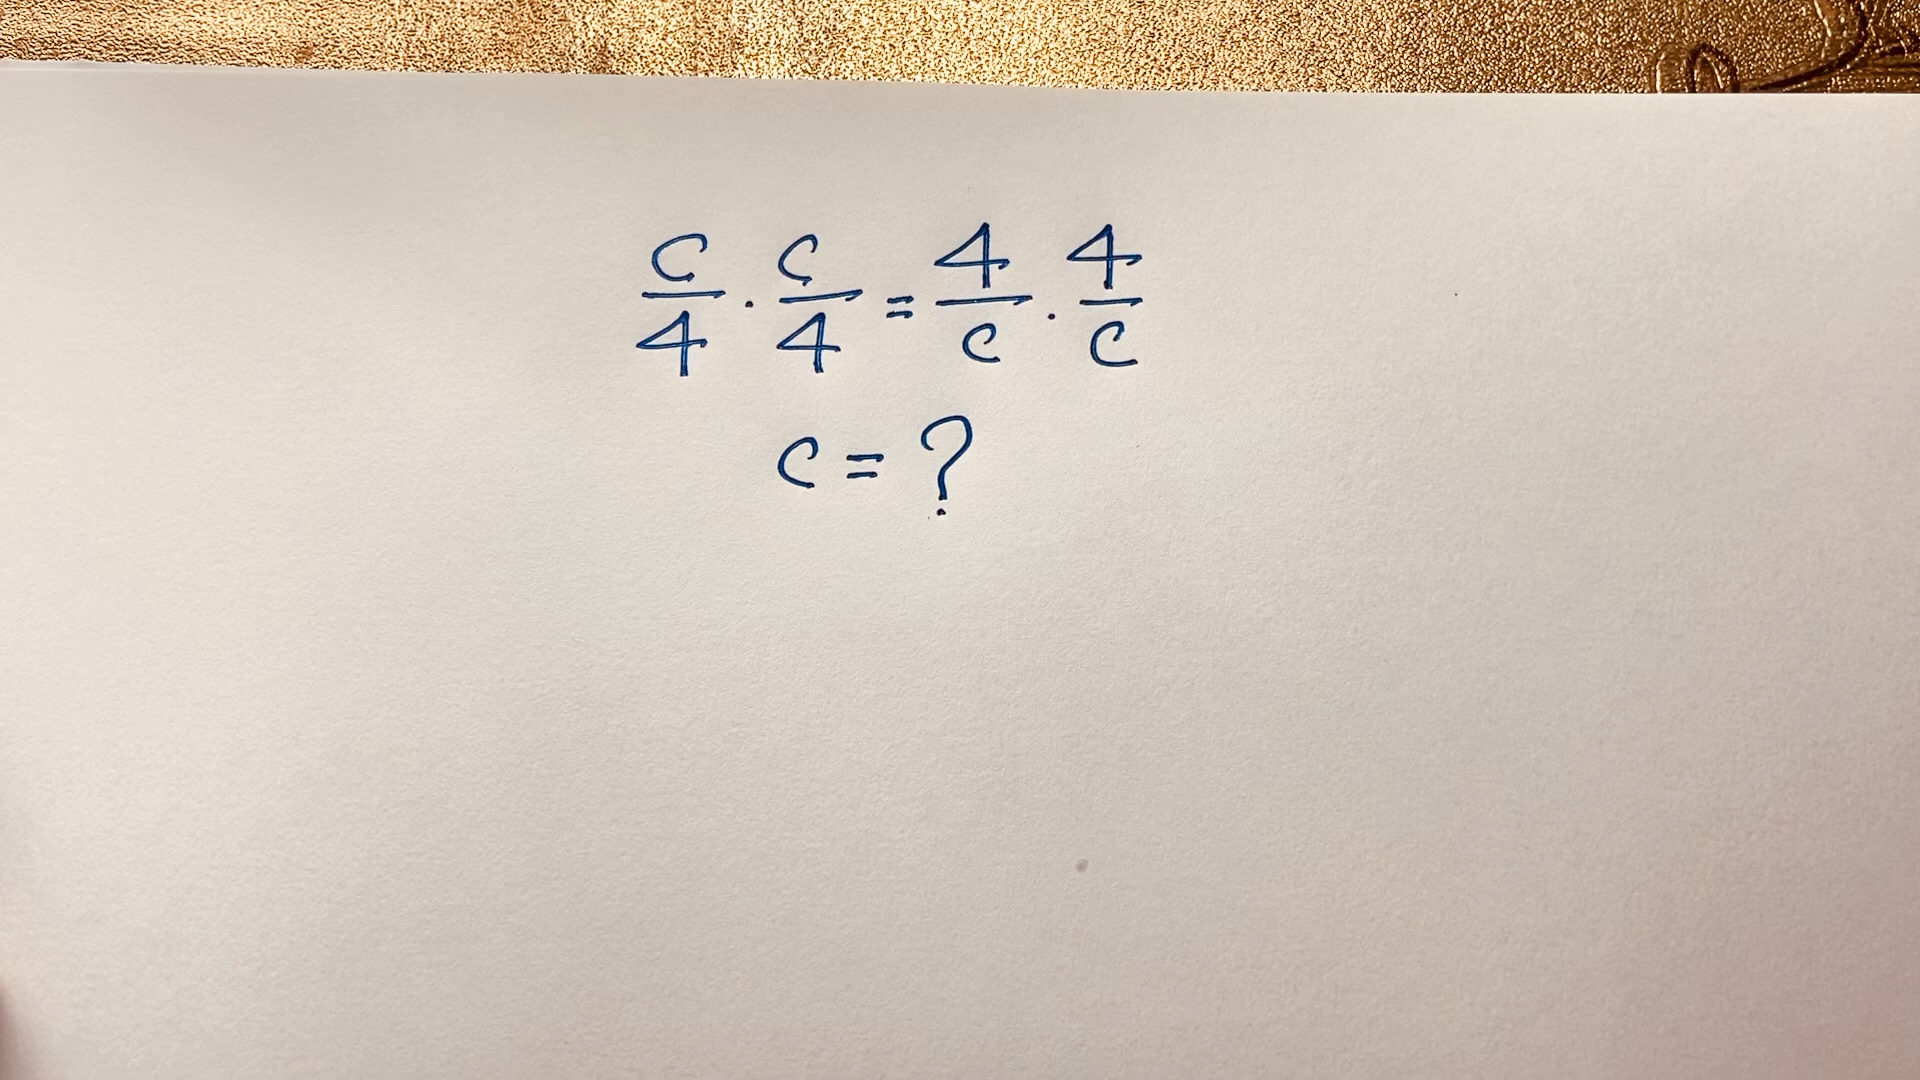 c/4 · c/4 = 4/c · 4/c
c = ?